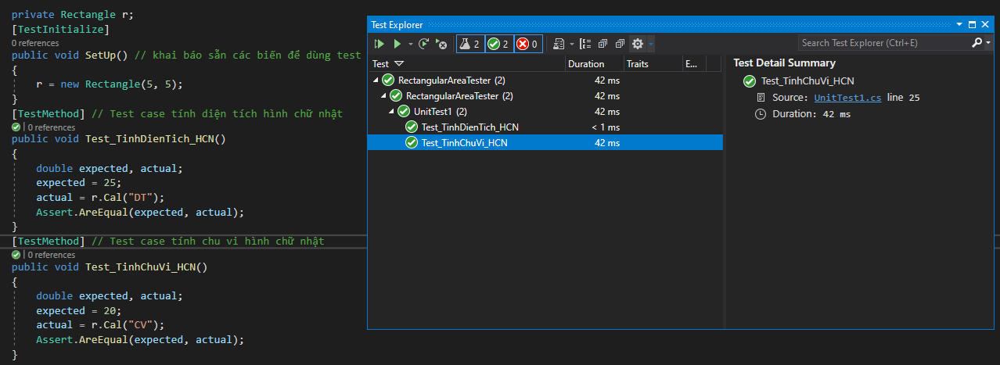 private Rectangle r;
[TestInitialize]
0 references
public void SetUp() // khai báo sẵn các biến để dùng test
{
r = new Rectangle(5, 5);
}
[TestMethod] // Test case tính diện tích hình chữ nhật
| 0 references
public void Test_TinhDienTich_HCN()
{
double expected, actual;
expected = 25;
actual = r.Cal("DT");
Assert.AreEqual(expected, actual);
}
[TestMethod] // Test case tính chu vi hình chữ nhật
| 0 references
public void Test_TinhChuVi_HCN()
{
double expected, actual;
expected = 20;
actual = r.Cal("CV");
Assert.AreEqual(expected, actual);
}
Test Explorer
2 2 0
Search Test Explorer (Ctrl+E)
Test Duration Traits E...
RectangularAreaTester (2) 42 ms
RectangularAreaTester (2) 42 ms
UnitTest1 (2) 42 ms
Test_TinhDienTich_HCN < 1 ms
Test_TinhChuVi_HCN 42 ms
Test Detail Summary
Test_TinhChuVi_HCN
Source: UnitTest1.cs line 25
Duration: 42 ms